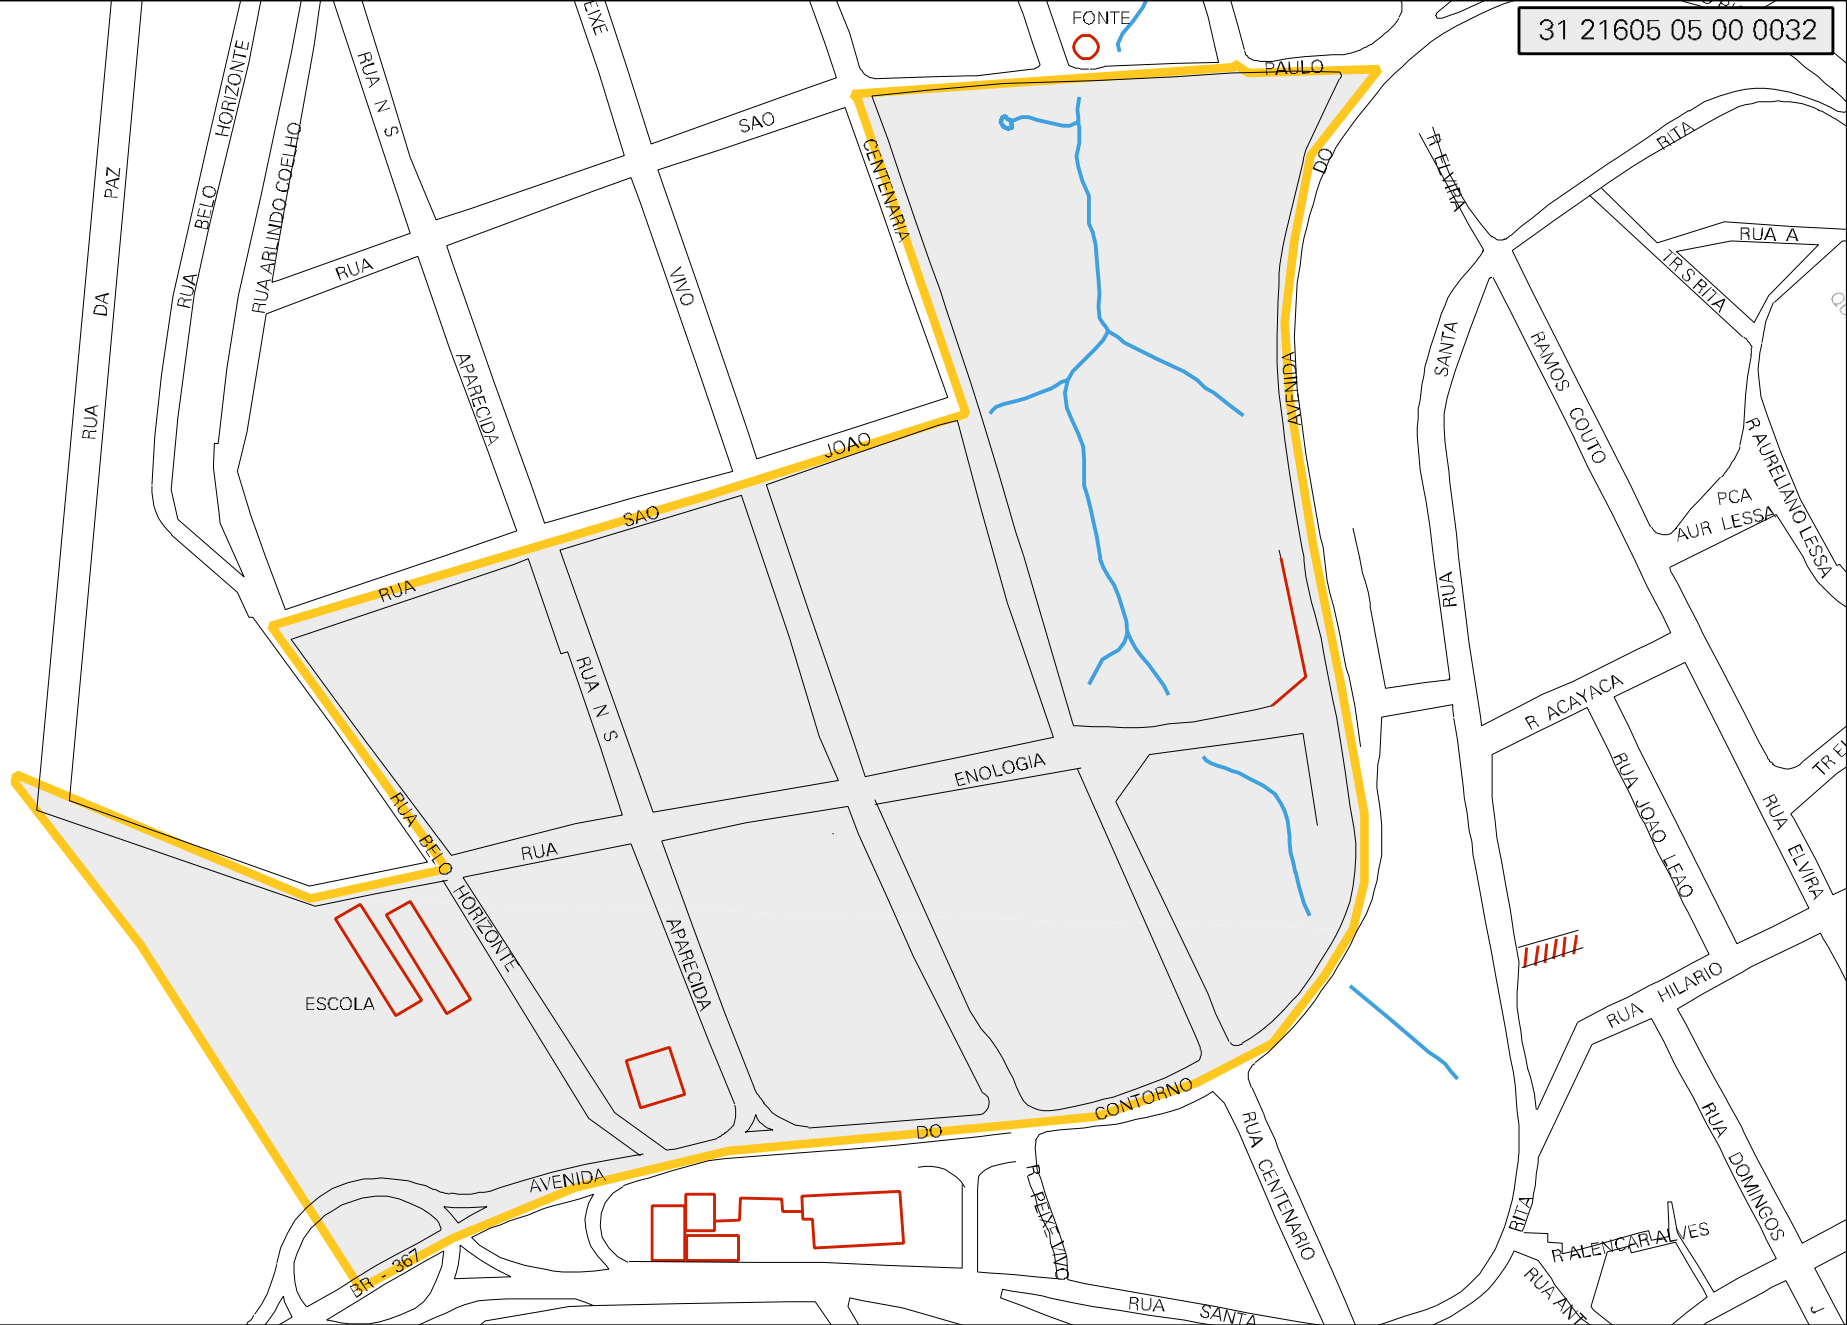 31 21605 05 00 0032
FONTE
EIXE
RUA BELO HORIZONTE
RUA N S
SAO
PAULO
RUA ARLINDO COELHO
RUA DA PAZ
CENTENARIA
DO
R ELVIRA
RITA
RUA A
TR S RITA
RUA
VIVO
APARECIDA
AVENIDA
SANTA
RAMOS COUTO
JOAO
SAO
RUA
R AURELIANO LESSA
PCA
AUR LESSA
RUA
RUA N S
R ACAYACA
ENOLOGIA
RUA
RUA BELO
HORIZONTE
RUA JOAO LEAO
RUA ELVIRA
APARECIDA
ESCOLA
RUA HILARIO
CONTORNO
DO
AVENIDA
BR - 367
R PEIXE VIVO
RUA CENTENARIO
RUA DOMINGOS
RITA
R ALENCAR ALVES
RUA ANT
RUA SANTA
J